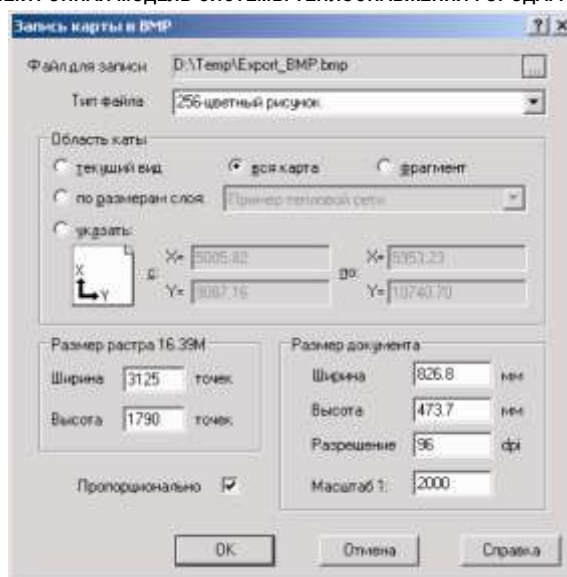 Запись карты в BMP
Файл для записи D:\Temp\Export_BMP.bmp ...
Тип файла 256-цветный рисунок
Область каты
текущий вид вся карта фрагмент
по размерам слоя: Пример тепловой сети
указать:
X= 5005.82 X= 5953.23
с: до:
Y= 9087.16 Y= 10740.70
X
Y
Размер растра 16.39М
Ширина 3125 точек
Высота 1790 точек
Пропорционально
Размер документа
Ширина 826.8 мм
Высота 473.7 мм
Разрешение 96 dpi
Масштаб 1: 2000
OK Отмена Справка